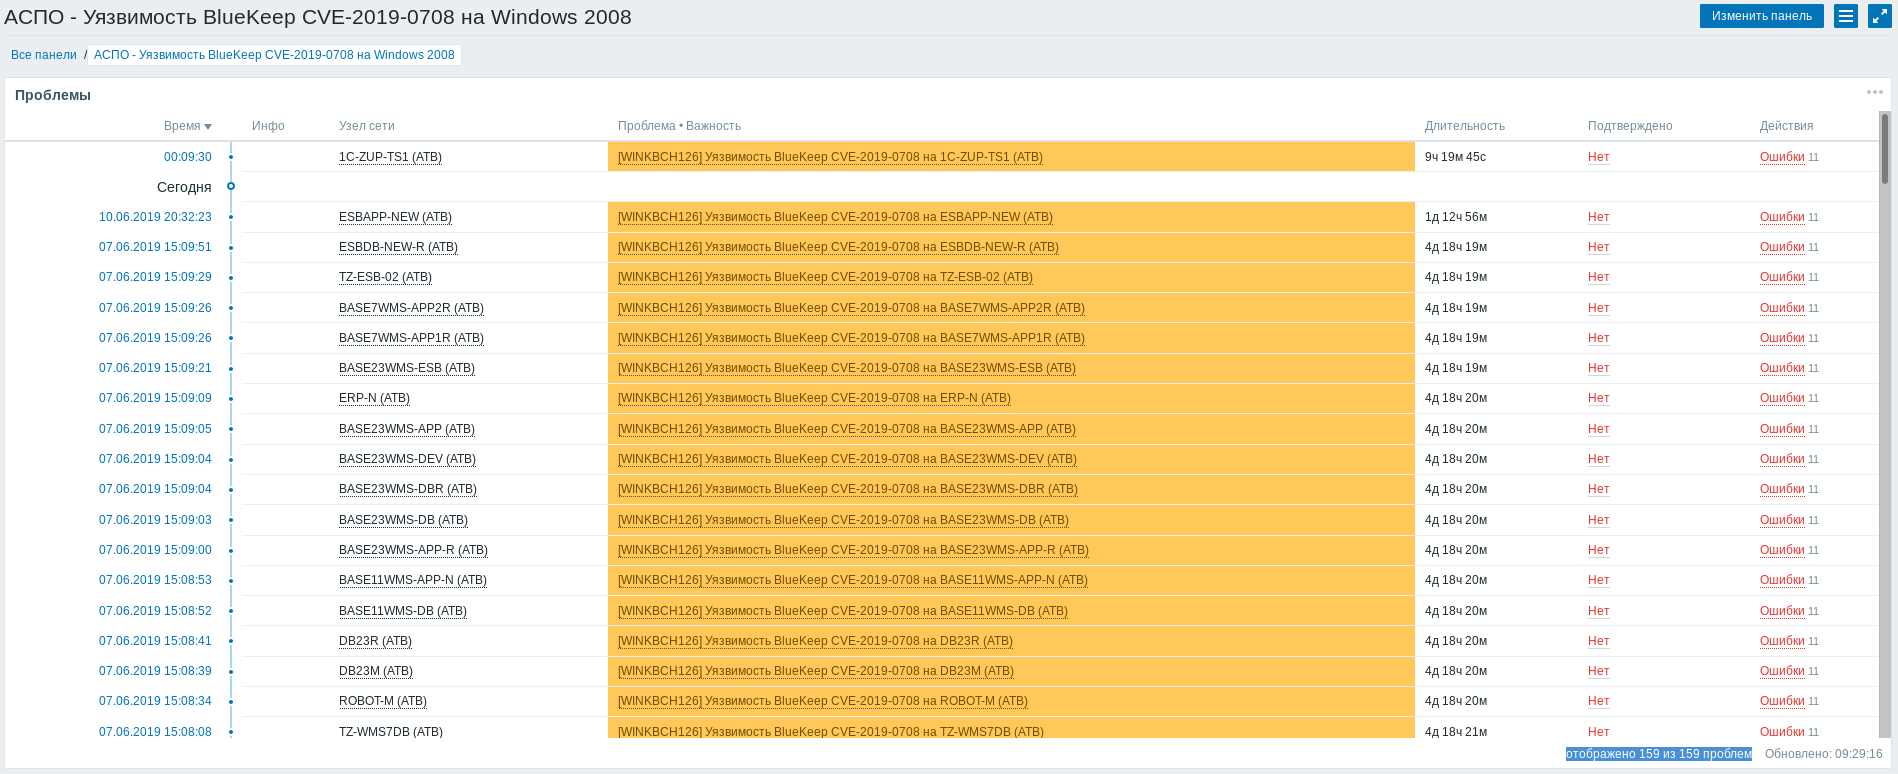 АСПО - Уязвимость BlueKeep CVE-2019-0708 на Windows 2008
Изменить панель
Все панели / АСПО - Уязвимость BlueKeep CVE-2019-0708 на Windows 2008
Проблемы
Время Инфо Узел сети Проблема • Важность Длительность Подтверждено Действия
00:09:30 1C-ZUP-TS1 (ATB) [WINKBCH126] Уязвимость BlueKeep CVE-2019-0708 на 1C-ZUP-TS1 (ATB) 9ч 19м 45с Нет Ошибки 11
Сегодня
10.06.2019 20:32:23 ESBAPP-NEW (ATB) [WINKBCH126] Уязвимость BlueKeep CVE-2019-0708 на ESBAPP-NEW (ATB) 1д 12ч 56м Нет Ошибки 11
07.06.2019 15:09:51 ESBDB-NEW-R (ATB) [WINKBCH126] Уязвимость BlueKeep CVE-2019-0708 на ESBDB-NEW-R (ATB) 4д 18ч 19м Нет Ошибки 11
07.06.2019 15:09:29 TZ-ESB-02 (ATB) [WINKBCH126] Уязвимость BlueKeep CVE-2019-0708 на TZ-ESB-02 (ATB) 4д 18ч 19м Нет Ошибки 11
07.06.2019 15:09:26 BASE7WMS-APP2R (ATB) [WINKBCH126] Уязвимость BlueKeep CVE-2019-0708 на BASE7WMS-APP2R (ATB) 4д 18ч 19м Нет Ошибки 11
07.06.2019 15:09:26 BASE7WMS-APP1R (ATB) [WINKBCH126] Уязвимость BlueKeep CVE-2019-0708 на BASE7WMS-APP1R (ATB) 4д 18ч 19м Нет Ошибки 11
07.06.2019 15:09:21 BASE23WMS-ESB (ATB) [WINKBCH126] Уязвимость BlueKeep CVE-2019-0708 на BASE23WMS-ESB (ATB) 4д 18ч 19м Нет Ошибки 11
07.06.2019 15:09:09 ERP-N (ATB) [WINKBCH126] Уязвимость BlueKeep CVE-2019-0708 на ERP-N (ATB) 4д 18ч 20м Нет Ошибки 11
07.06.2019 15:09:05 BASE23WMS-APP (ATB) [WINKBCH126] Уязвимость BlueKeep CVE-2019-0708 на BASE23WMS-APP (ATB) 4д 18ч 20м Нет Ошибки 11
07.06.2019 15:09:04 BASE23WMS-DEV (ATB) [WINKBCH126] Уязвимость BlueKeep CVE-2019-0708 на BASE23WMS-DEV (ATB) 4д 18ч 20м Нет Ошибки 11
07.06.2019 15:09:04 BASE23WMS-DBR (ATB) [WINKBCH126] Уязвимость BlueKeep CVE-2019-0708 на BASE23WMS-DBR (ATB) 4д 18ч 20м Нет Ошибки 11
07.06.2019 15:09:03 BASE23WMS-DB (ATB) [WINKBCH126] Уязвимость BlueKeep CVE-2019-0708 на BASE23WMS-DB (ATB) 4д 18ч 20м Нет Ошибки 11
07.06.2019 15:09:00 BASE23WMS-APP-R (ATB) [WINKBCH126] Уязвимость BlueKeep CVE-2019-0708 на BASE23WMS-APP-R (ATB) 4д 18ч 20м Нет Ошибки 11
07.06.2019 15:08:53 BASE11WMS-APP-N (ATB) [WINKBCH126] Уязвимость BlueKeep CVE-2019-0708 на BASE11WMS-APP-N (ATB) 4д 18ч 20м Нет Ошибки 11
07.06.2019 15:08:52 BASE11WMS-DB (ATB) [WINKBCH126] Уязвимость BlueKeep CVE-2019-0708 на BASE11WMS-DB (ATB) 4д 18ч 20м Нет Ошибки 11
07.06.2019 15:08:41 DB23R (ATB) [WINKBCH126] Уязвимость BlueKeep CVE-2019-0708 на DB23R (ATB) 4д 18ч 20м Нет Ошибки 11
07.06.2019 15:08:39 DB23M (ATB) [WINKBCH126] Уязвимость BlueKeep CVE-2019-0708 на DB23M (ATB) 4д 18ч 20м Нет Ошибки 11
07.06.2019 15:08:34 ROBOT-M (ATB) [WINKBCH126] Уязвимость BlueKeep CVE-2019-0708 на ROBOT-M (ATB) 4д 18ч 20м Нет Ошибки 11
07.06.2019 15:08:08 TZ-WMS7DB (ATB) [WINKBCH126] Уязвимость BlueKeep CVE-2019-0708 на TZ-WMS7DB (ATB) 4д 18ч 21м Нет Ошибки 11
отображено 159 из 159 проблем Обновлено: 09:29:16